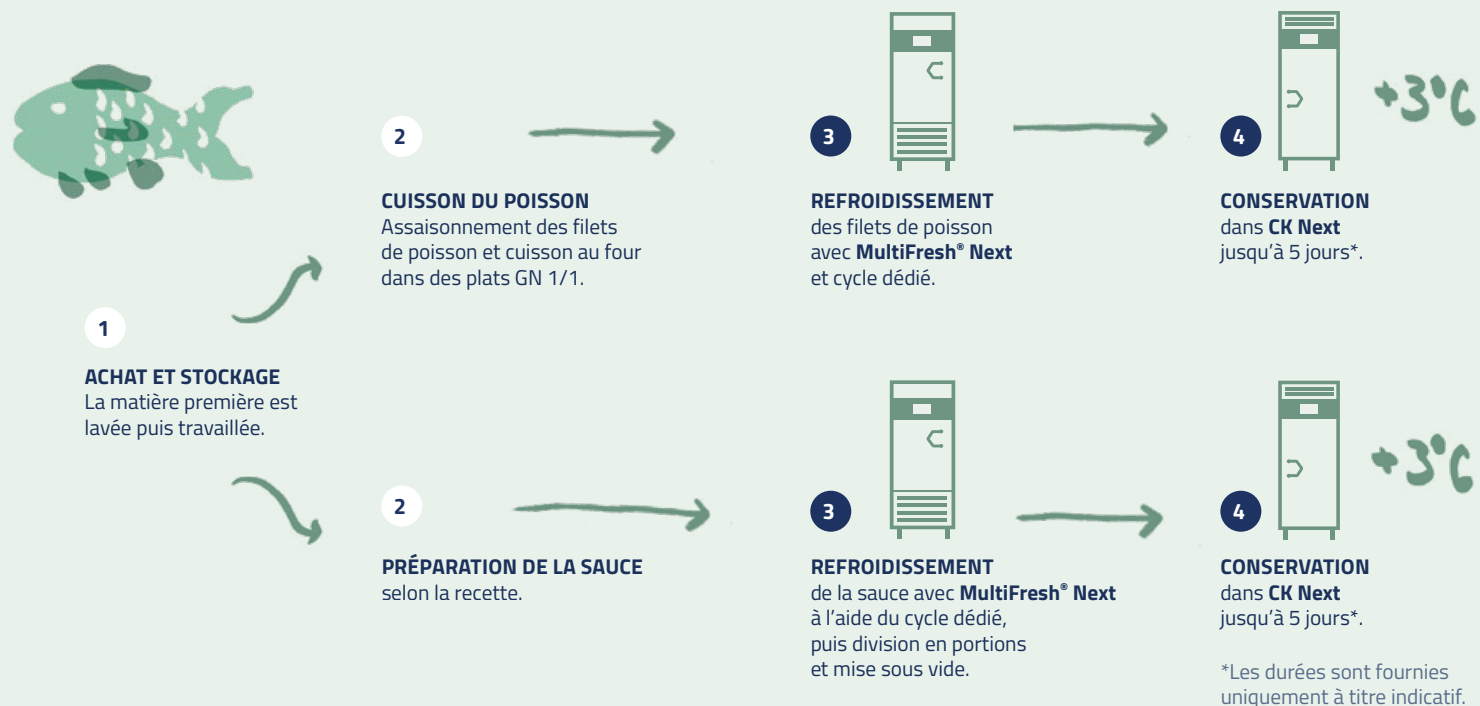 1
ACHAT ET STOCKAGE
La matière première est
lavée puis travaillée.
2
CUISSON DU POISSON
Assaisonnement des filets
de poisson et cuisson au four
dans des plats GN 1/1.
3
REFROIDISSEMENT
des filets de poisson
avec MultiFresh® Next
et cycle dédié.
4
+3°C
CONSERVATION
dans CK Next
jusqu'à 5 jours*.
2
PRÉPARATION DE LA SAUCE
selon la recette.
3
REFROIDISSEMENT
de la sauce avec MultiFresh® Next
à l'aide du cycle dédié,
puis division en portions
et mise sous vide.
4
+3°C
CONSERVATION
dans CK Next
jusqu'à 5 jours*.
*Les durées sont fournies
uniquement à titre indicatif.